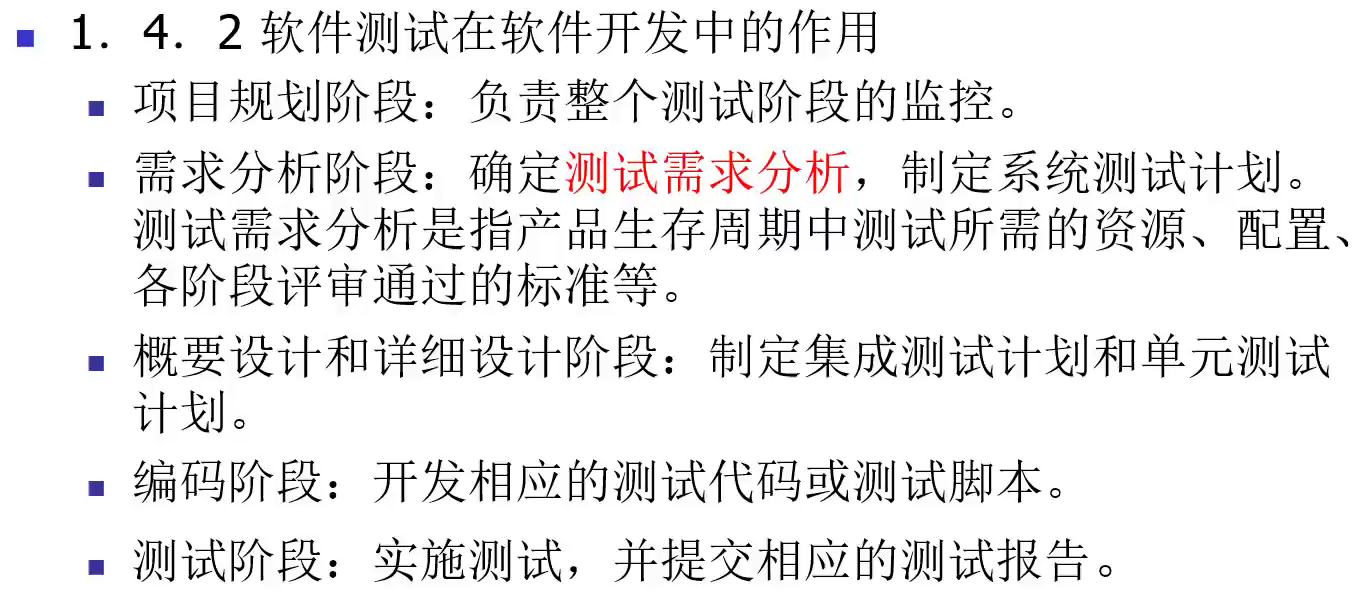 1．4．2 软件测试在软件开发中的作用
项目规划阶段：负责整个测试阶段的监控。
需求分析阶段：确定测试需求分析，制定系统测试计划。
测试需求分析是指产品生存周期中测试所需的资源、配置、
各阶段评审通过的标准等。
概要设计和详细设计阶段：制定集成测试计划和单元测试
计划。
编码阶段：开发相应的测试代码或测试脚本。
测试阶段：实施测试，并提交相应的测试报告。